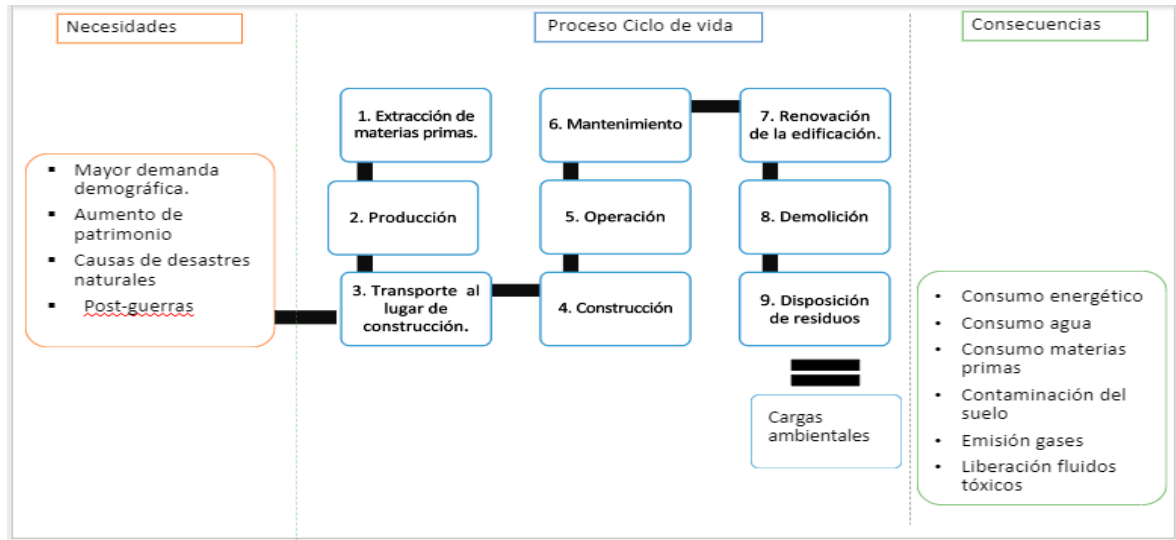 Necesidades
Proceso Ciclo de vida
Consecuencias
Mayor demanda
demográfica.
Aumento de
patrimonio
Causas de desastres
naturales
Post-guerras
1. Extracción de
materias primas.
2. Producción
3. Transporte al
lugar de
construcción.
4. Construcción
5. Operación
6. Mantenimiento
7. Renovación
de la edificación.
8. Demolición
9. Disposición
de residuos
Cargas
ambientales
Consumo energético
Consumo agua
Consumo materias
primas
Contaminación del
suelo
Emisión gases
Liberación fluidos
tóxicos